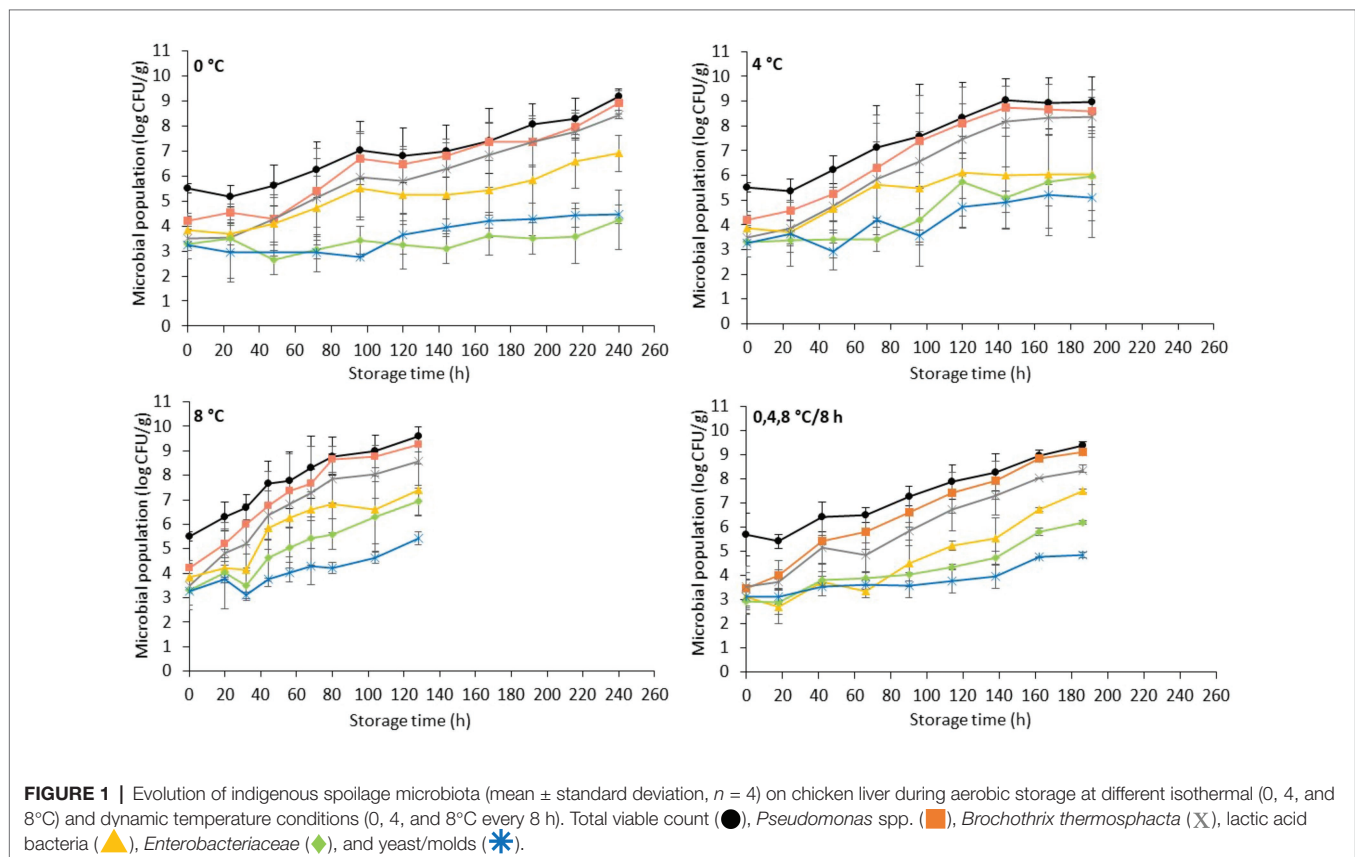 0 °C
Microbial population (log CFU/g)
11
10
9
8
7
6
5
4
3
2
1
0
0 20 40 60 80 100 120 140 160 180 200 220 240 260
Storage time (h)
4 °C
Microbial population (log CFU/g)
11
10
9
8
7
6
5
4
3
2
1
0
0 20 40 60 80 100 120 140 160 180 200 220 240 260
Storage time (h)
8 °C
Microbial population (log CFU/g)
11
10
9
8
7
6
5
4
3
2
1
0
0 20 40 60 80 100 120 140 160 180 200 220 240 260
Storage time (h)
0,4,8 °C/8 h
Microbial population (log CFU/g)
11
10
9
8
7
6
5
4
3
2
1
0
0 20 40 60 80 100 120 140 160 180 200 220 240 260
Storage time (h)
FIGURE 1 | Evolution of indigenous spoilage microbiota (mean ± standard deviation, n = 4) on chicken liver during aerobic storage at different isothermal (0, 4, and
8°C) and dynamic temperature conditions (0, 4, and 8°C every 8 h). Total viable count (●), Pseudomonas spp. (■), Brochothrix thermosphacta (X), lactic acid
bacteria (▲), Enterobacteriaceae (◆), and yeast/molds (✱).